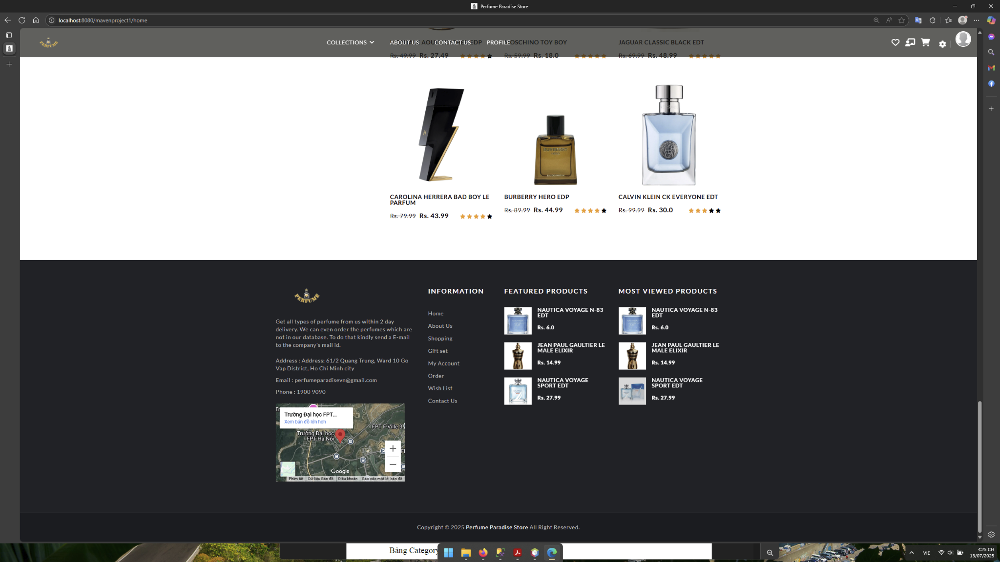 Perfume Paradise Store
localhost:8080/mavenproject1/home
PERFUME
COLLECTIONS
ABOUT US
CONTACT US
PROFILE
EDP
OSCHINO TOY BOY
JAGUAR CLASSIC BLACK EDT
Rs. 49.99 Rs. 27.49
Rs. 59.99 Rs. 18.0
Rs. 69.99 Rs. 48.99
BURBERRY
HERO
EAU DE PARFUM
CAROLINA HERRERA BAD BOY LE
PARFUM
Rs. 79.99 Rs. 43.99
BURBERRY HERO EDP
Rs. 89.99 Rs. 44.99
CALVIN KLEIN CK EVERYONE EDT
Rs. 99.99 Rs. 30.0
PERFUME
Get all types of perfume from us within 2 day
delivery. We can even order the perfumes which are
not in our database. To do that kindly send a E-mail
to the company's mail id.
Address : Address: 61/2 Quang Trung, Ward 10 Go
Vap District, Ho Chi Minh city
Email : perfumeparadisevn@gmail.com
Phone : 1900 9090
Trường Đại học FPT...
Xem bản đồ lớn hơn
Trường Đại học
FPT Hà Nội
FPT F-Ville 3
Google
Phím tắt
Dữ liệu Bản đồ
Điều khoản
Báo cáo một lỗi bản đồ
INFORMATION
Home
About Us
Shopping
Gift set
My Account
Order
Wish List
Contact Us
FEATURED PRODUCTS
NAUTICA VOYAGE N-83
EDT
Rs. 6.0
JEAN PAUL GAULTIER LE
MALE ELIXIR
Rs. 14.99
NAUTICA VOYAGE
SPORT EDT
Rs. 27.99
MOST VIEWED PRODUCTS
NAUTICA VOYAGE N-83
EDT
Rs. 6.0
JEAN PAUL GAULTIER LE
MALE ELIXIR
Rs. 14.99
NAUTICA VOYAGE
SPORT EDT
Rs. 27.99
Copyright © 2025 Perfume Paradise Store All Right Reserved.
Bảng Category
VIE
4:25 CH
13/07/2025